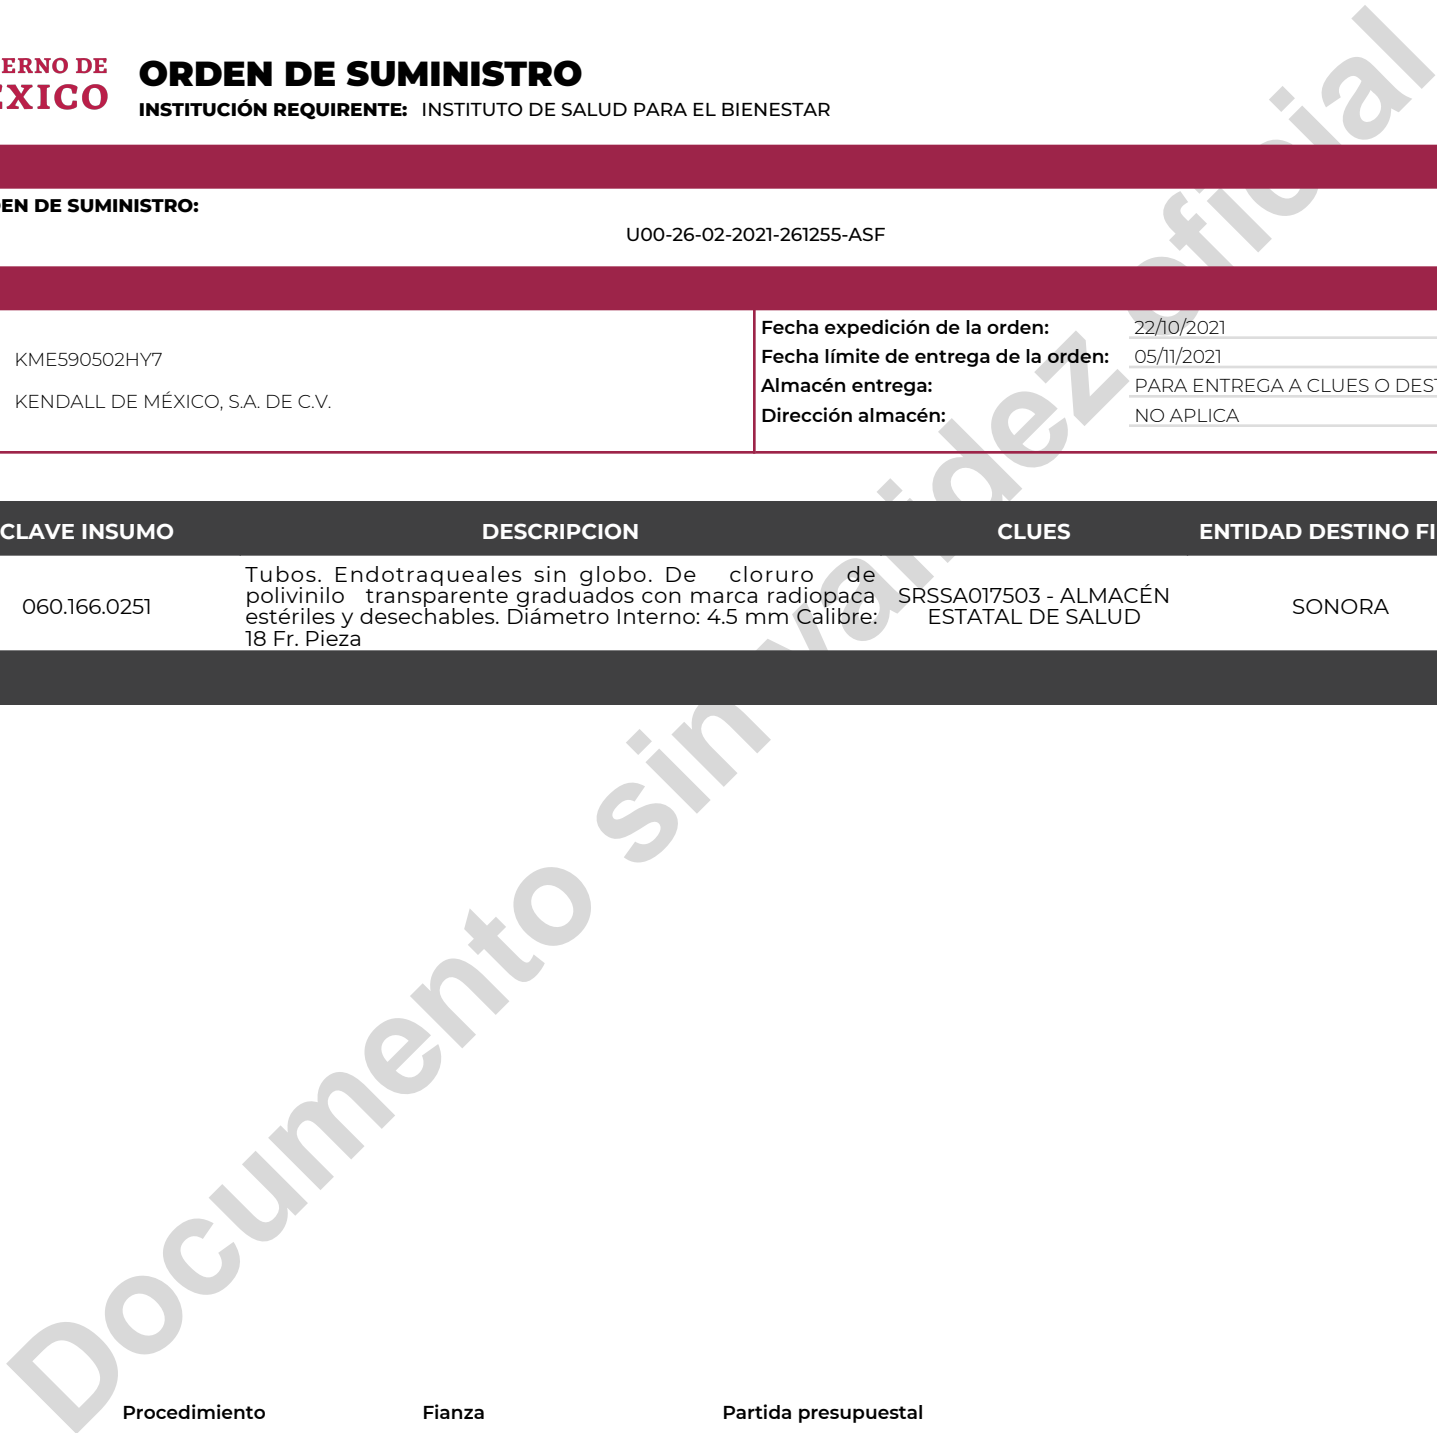 ERNO DE
ÉXICO
ORDEN DE SUMINISTRO
INSTITUCIÓN REQUIRENTE: INSTITUTO DE SALUD PARA EL BIENESTAR
EN DE SUMINISTRO:
U00-26-02-2021-261255-ASF
KME590502HY7
KENDALL DE MÉXICO, S.A. DE C.V.
Fecha expedición de la orden: 22/10/2021
Fecha límite de entrega de la orden: 05/11/2021
Almacén entrega: PARA ENTREGA A CLUES O DEST
Dirección almacén: NO APLICA
CLAVE INSUMO DESCRIPCION CLUES ENTIDAD DESTINO FI
060.166.0251
Tubos. Endotraqueales sin globo. De cloruro de
polivinilo transparente graduados con marca radiopaca
estériles y desechables. Diámetro Interno: 4.5 mm Calibre:
18 Fr. Pieza
SRSSA017503 - ALMACÉN
ESTATAL DE SALUD
SONORA
Documento sin validez oficial
Procedimiento Fianza Partida presupuestal